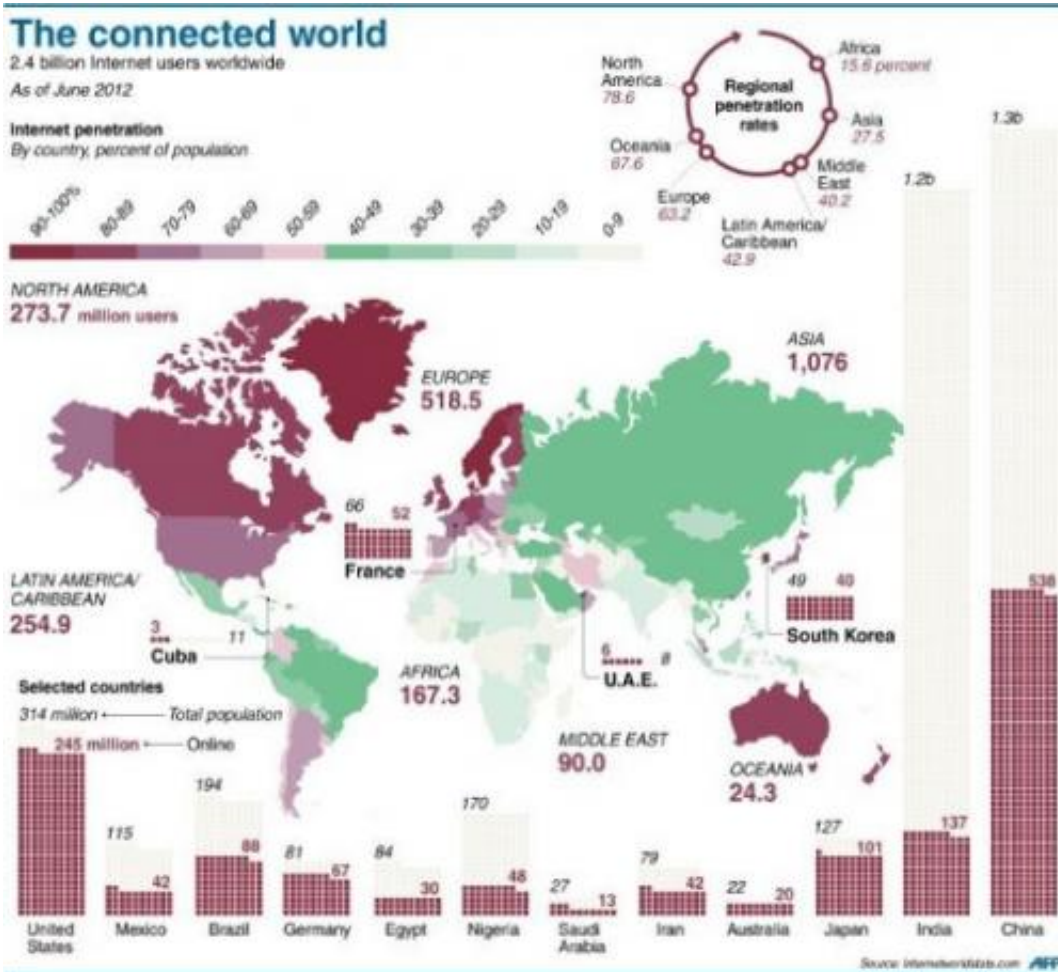 The connected world
2.4 billion Internet users worldwide
As of June 2012
Internet penetration
By country, percent of population
90-100%
80-89
70-79
60-69
50-59
40-49
30-39
20-29
10-19
0-9
Regional
penetration
rates
Africa
15.6 percent
Asia
27.5
Middle
East
40.2
Latin America/
Caribbean
42.9
Europe
63.2
Oceania
67.6
North
America
78.6
NORTH AMERICA
273.7 million users
EUROPE
518.5
ASIA
1,076
LATIN AMERICA/
CARIBBEAN
254.9
AFRICA
167.3
MIDDLE EAST
90.0
OCEANIA
24.3
66
52
France
3
11
Cuba
6
8
U.A.E.
49
40
South Korea
Selected countries
314 million
Total population
245 million
Online
United
States
115
42
Mexico
194
88
Brazil
81
67
Germany
84
30
Egypt
170
48
Nigeria
27
13
Saudi
Arabia
79
42
Iran
22
20
Australia
127
101
Japan
1.2b
137
India
1.3b
538
China
Source: Internetworldstats.com AFP